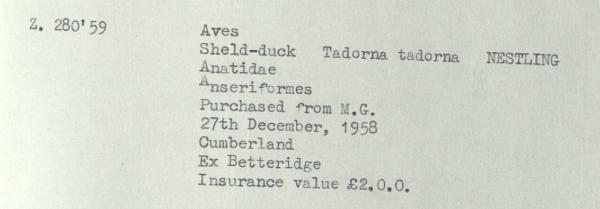 Z. 280'59 Aves
Sheld-duck Tadorna tadorna NESTLING
Anatidae
Anseriformes
Purchased from M.G.
27th December, 1958
Cumberland
Ex Betteridge
Insurance value £2.0.0.